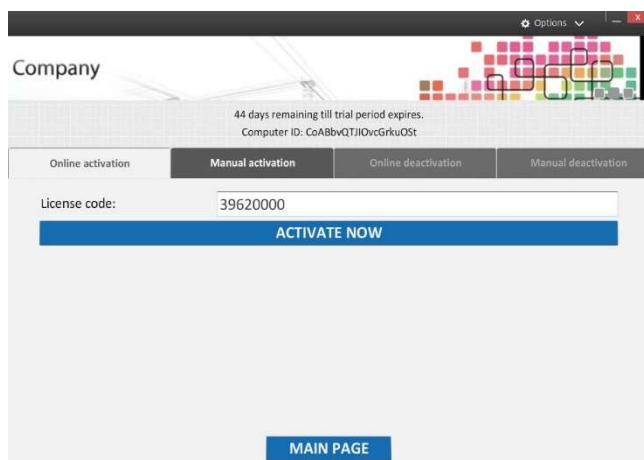 Options
Company
44 days remaining till trial period expires.
Computer ID: CoABbvQTJIOvcGrkuOSt
Online activation Manual activation Online deactivation Manual deactivation
License code: 39620000
ACTIVATE NOW
MAIN PAGE